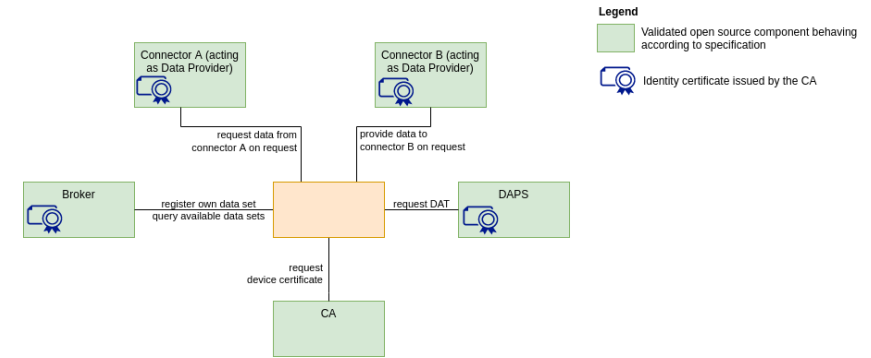 Legend
Validated open source component behaving
according to specification
Identity certificate issued by the CA
Connector A (acting
as Data Provider)
Connector B (acting
as Data Provider)
request data from
connector A on request
provide data to
connector B on request
Broker
register own data set
query available data sets
request DAT
DAPS
request
device certificate
CA